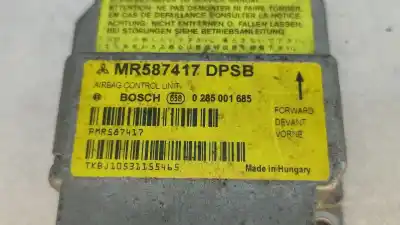 ATTENTION: NE PAS DEMONTER NI FAIRE TOMBER.
EN CAS DE DEFAILLANCE CONSULTER LA NOTICE.
ACHTUNG: NICHT ENTFERNEN O. FALLEN LASSEN.
BEI STÖRUNGEN SIEHE BETRIEBSANLEITUNG
MR587417 DPSB
AIRBAG CONTROL UNIT
BOSCH 0 285 001 685
FORWARD
DEVANT
VORNE
PMR587417
TKBJ10531155465
Made in Hungary